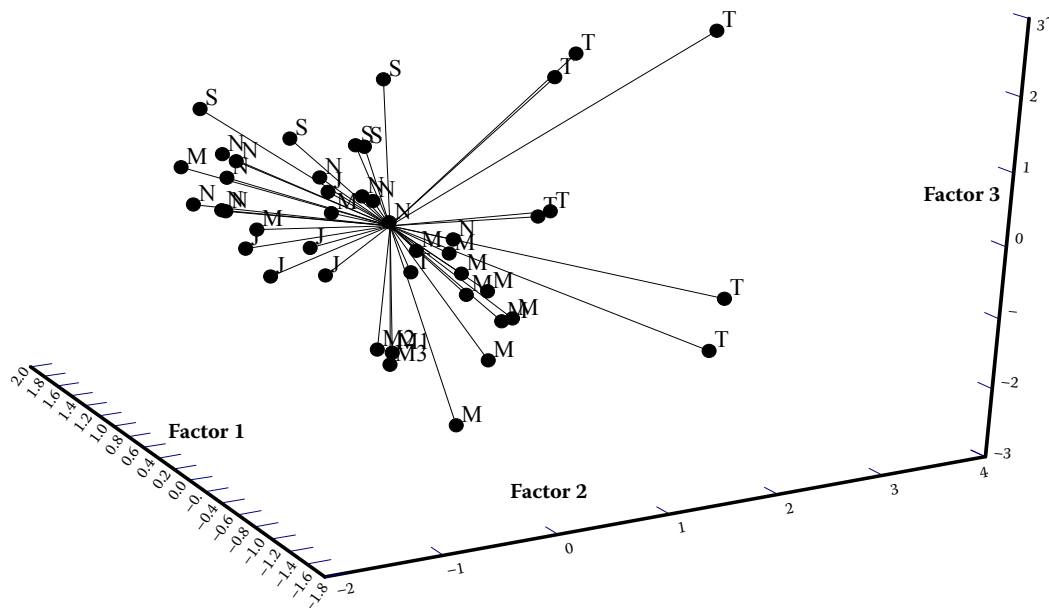 T
3
T
T
S
2
S
S
S
S
N
N
M
N
N
J
N
N
1
Factor 3
N
N
N
M
N
T
T
M
N
0
J
J
M
M
J
J
M
M
M
M
M
T
–
M2
M1
M3
M
T
–2
2.0
1.8
1.6
1.4
1.2
1.0
0.8
0.6
0.4
0.2
0.0
–0.
–0.4
–0.6
–0.8
–1.0
–1.2
–1.4
–1.6
–1.8
M
Factor 1
–3
4
3
Factor 2
2
1
0
–1
–2